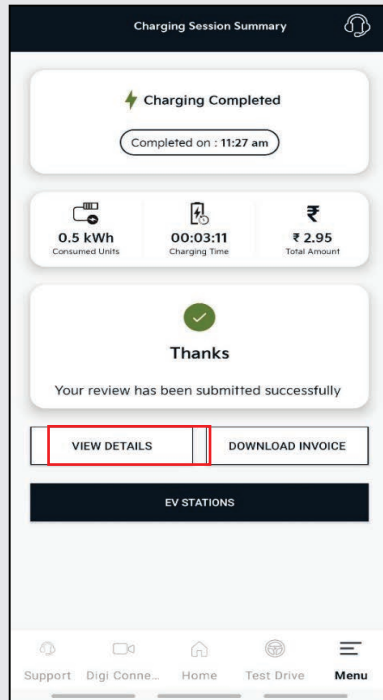 Charging Session Summary
Charging Completed
Completed on : 11:27 am
0.5 kWh 00:03:11 ₹ 2.95
Consumed Units Charging Time Total Amount
Thanks
Your review has been submitted successfully
VIEW DETAILS DOWNLOAD INVOICE
EV STATIONS
Support Digi Conne... Home Test Drive Menu